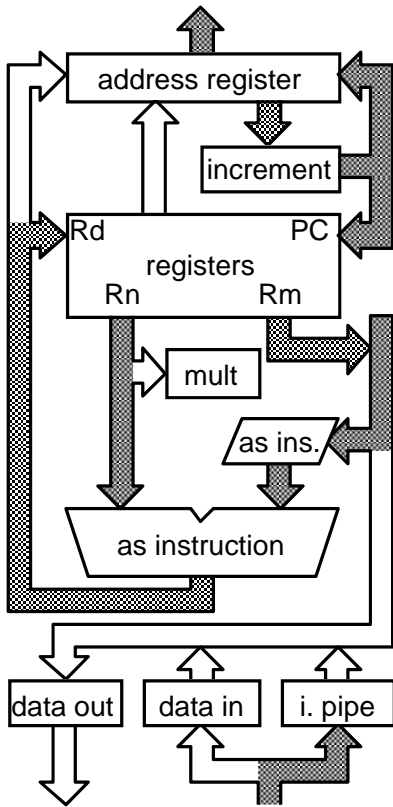 address register
increment
Rd PC
registers
Rn Rm
mult
as ins.
as instruction
data out data in i. pipe